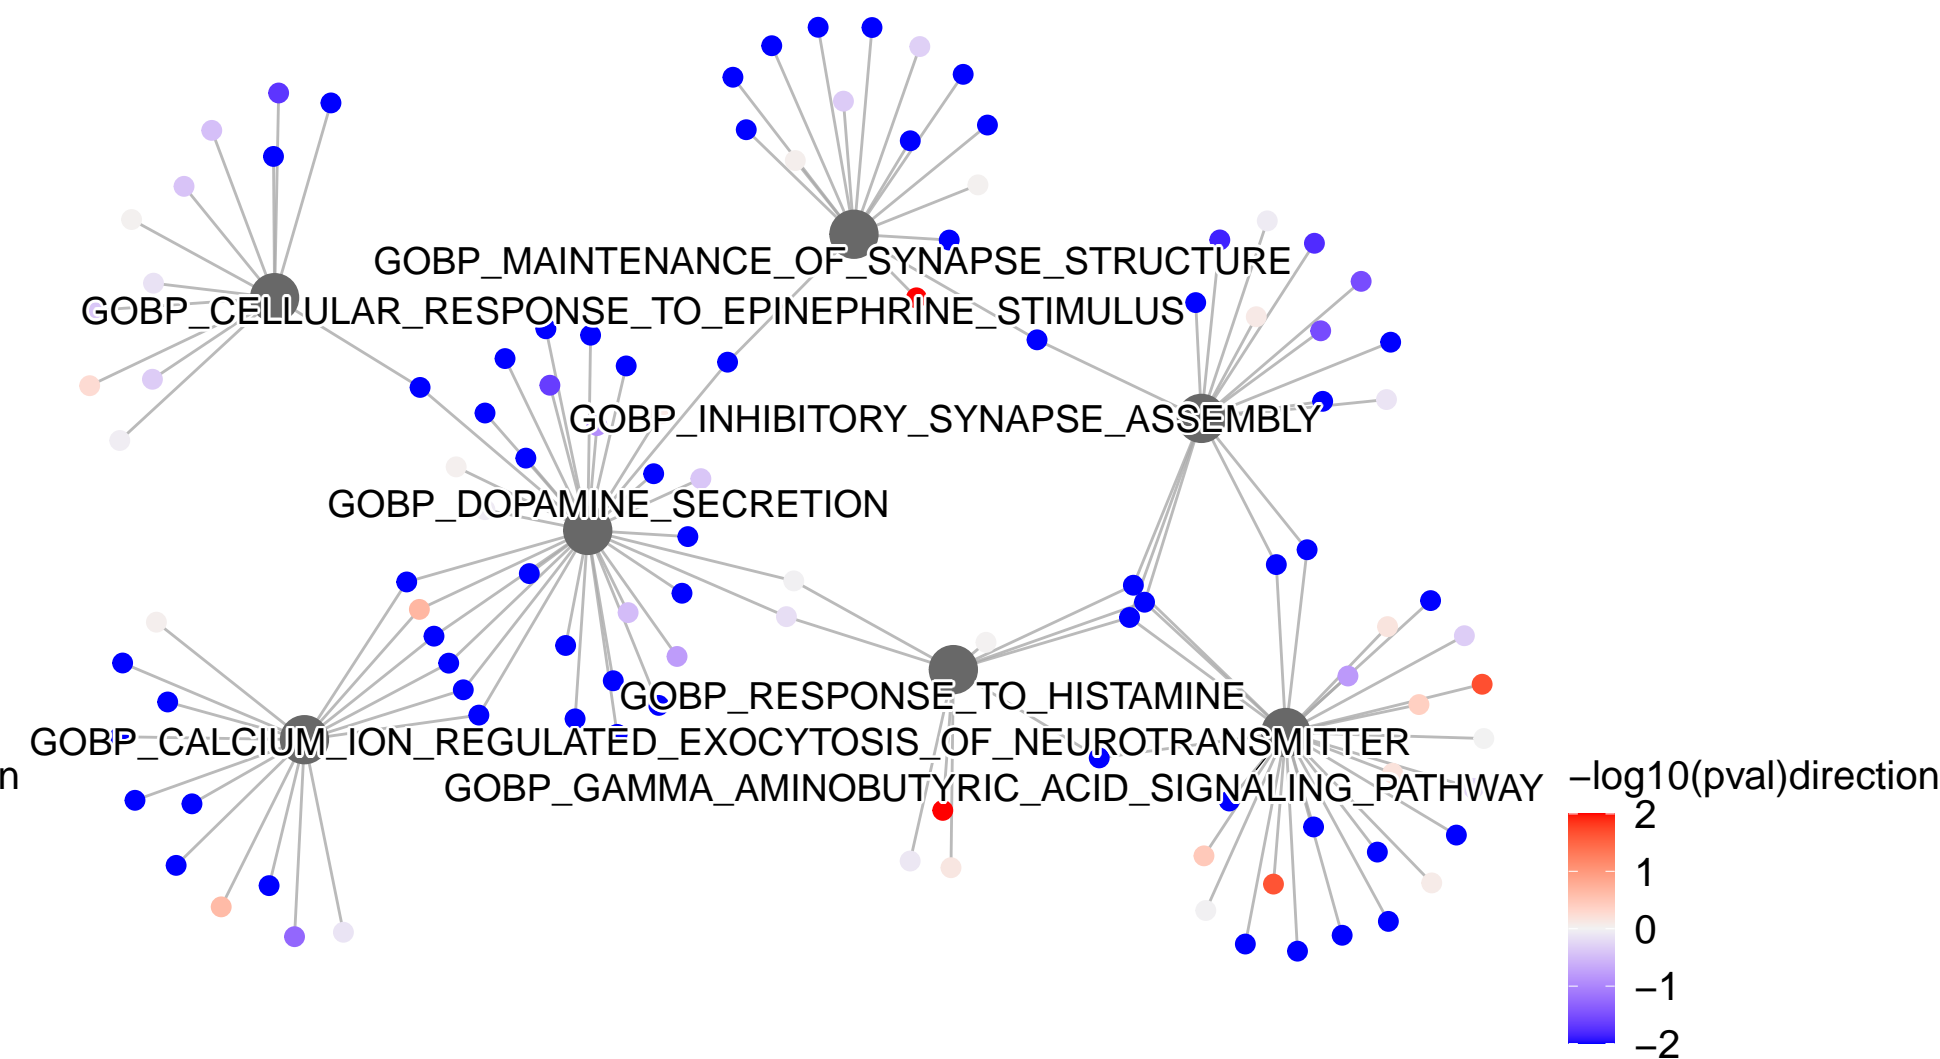 GOBP_MAINTENANCE_OF_SYNAPSE_STRUCTURE
GOBP_CELLULAR_RESPONSE_TO_EPINEPHRINE_STIMULUS
GOBP_INHIBITORY_SYNAPSE_ASSEMBLY
GOBP_DOPAMINE_SECRETION
GOBP_RESPONSE_TO_HISTAMINE
GOBP_CALCIUM_ION_REGULATED_EXOCYTOSIS_OF_NEUROTRANSMITTER
n
GOBP_GAMMA_AMINOBUTYRIC_ACID_SIGNALING_PATHWAY
−log10(pval)direction
2
1
0
−1
−2